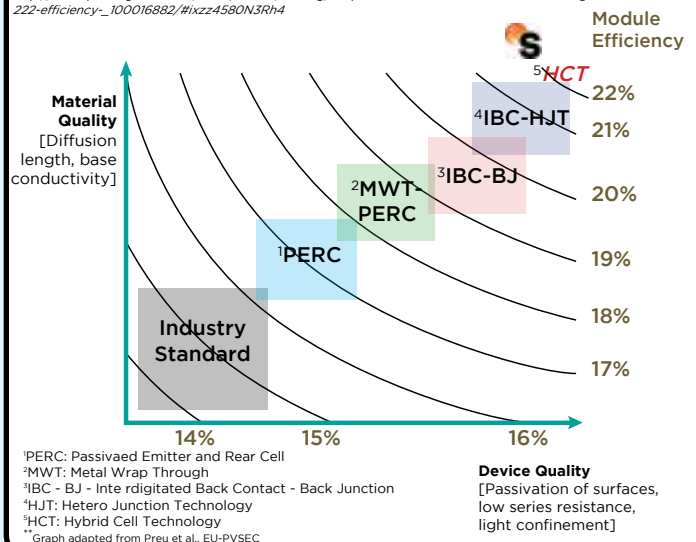 222-efficiency-_100016882/#ixzz4580N3Rh4
Module
Efficiency
S
⁵HCT
22%
Material
Quality
[Diffusion
length, base
conductivity]
⁴IBC-HJT
21%
³IBC-BJ
20%
²MWT-
PERC
19%
¹PERC
18%
Industry
Standard
17%
14%
15%
16%
¹PERC: Passivaed Emitter and Rear Cell
²MWT: Metal Wrap Through
³IBC - BJ - Inte rdigitated Back Contact - Back Junction
⁴HJT: Hetero Junction Technology
⁵HCT: Hybrid Cell Technology
**Graph adapted from Preu et al., EU-PVSEC
Device Quality
[Passivation of surfaces,
low series resistance,
light confinement]